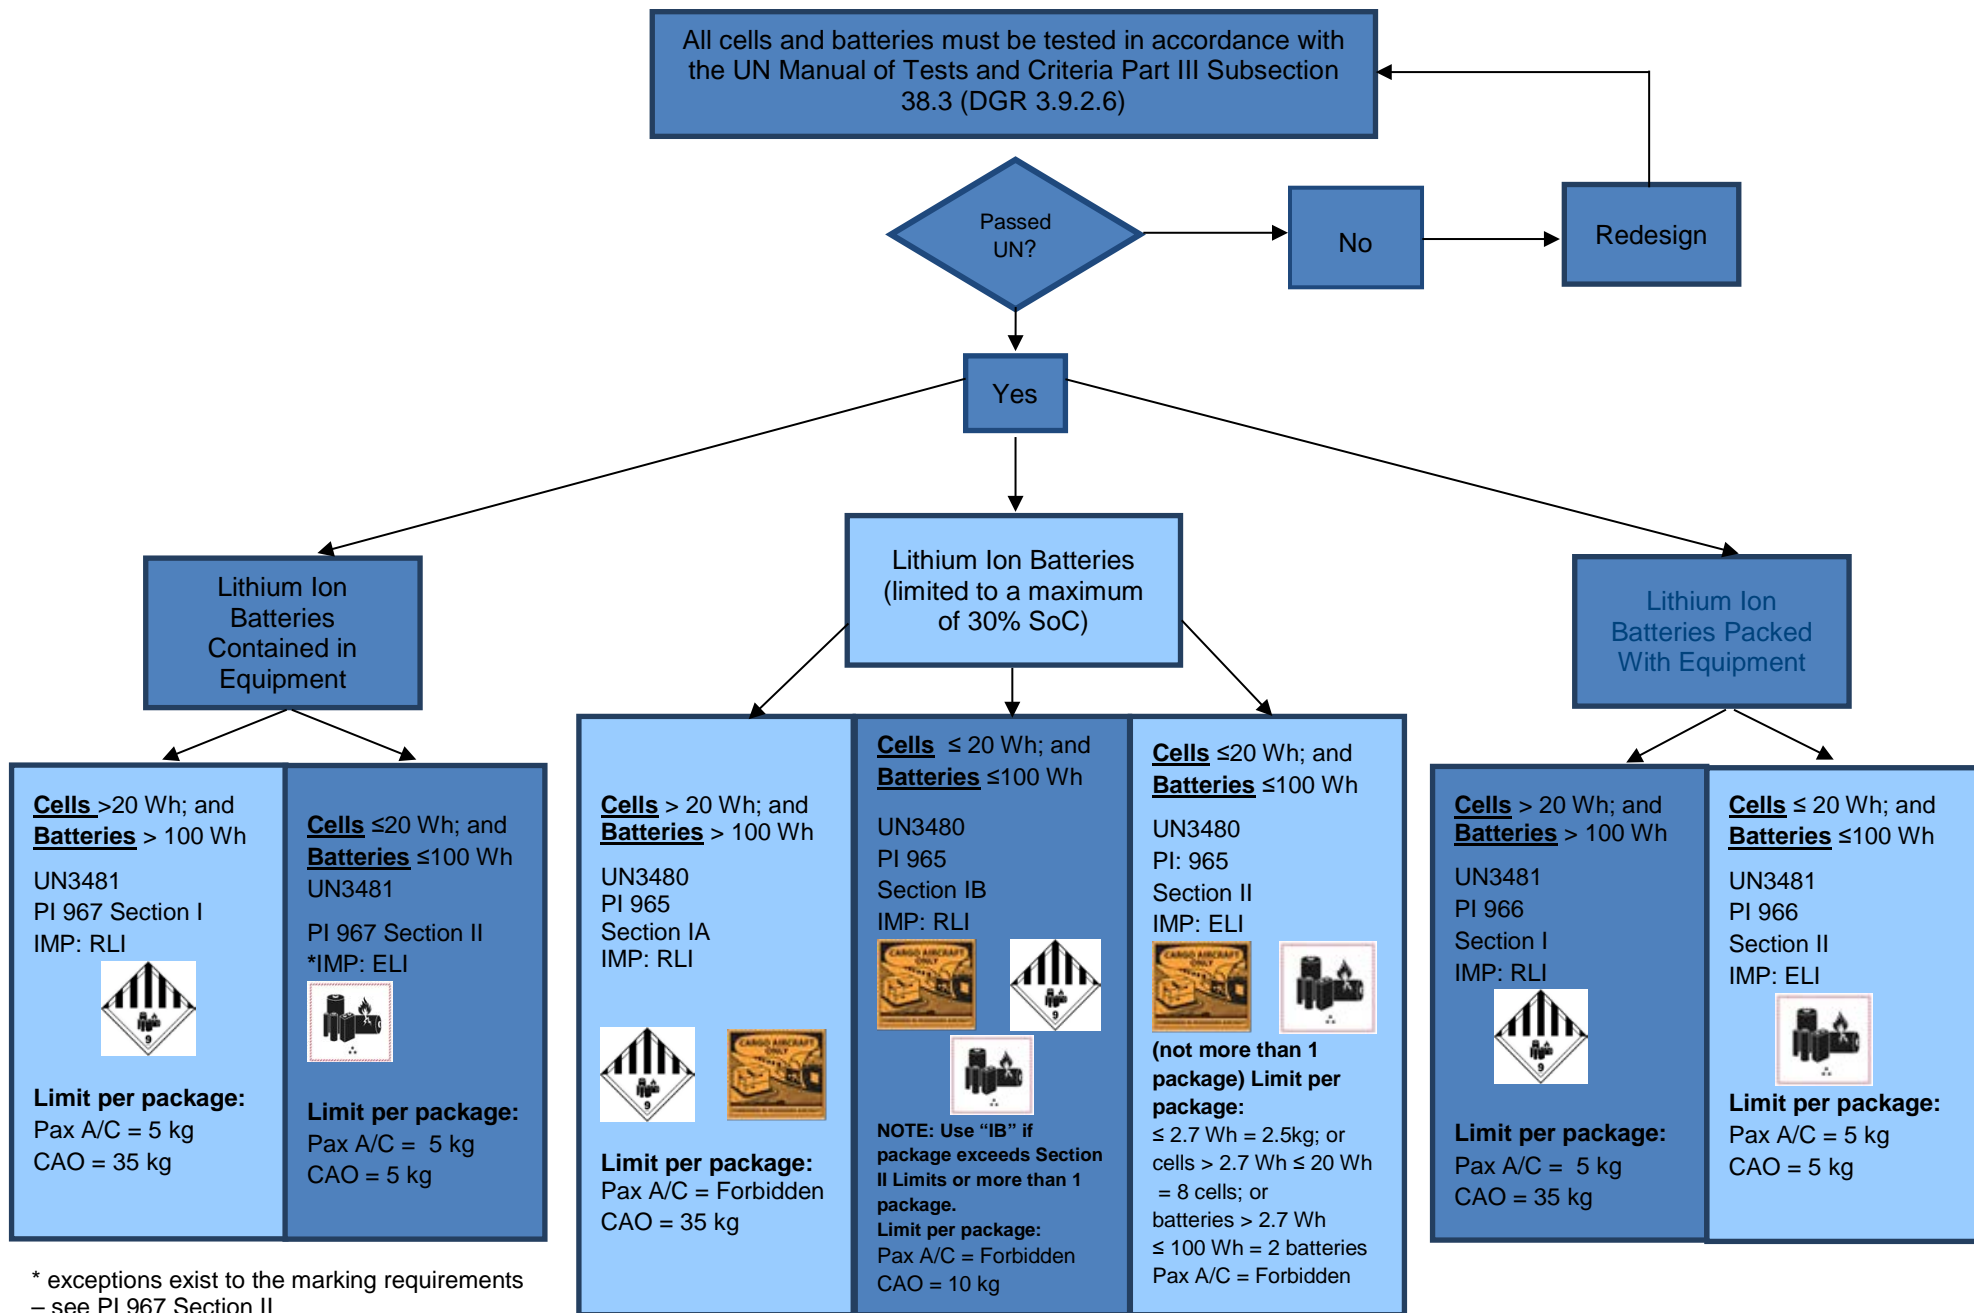 All cells and batteries must be tested in accordance with
the UN Manual of Tests and Criteria Part III Subsection
38.3 (DGR 3.9.2.6)
Passed
UN?
No
Redesign
Yes
Lithium Ion
Batteries
Contained in
Equipment
Lithium Ion Batteries
(limited to a maximum
of 30% SoC)
Lithium Ion
Batteries Packed
With Equipment
Cells >20 Wh; and
Batteries > 100 Wh
UN3481
PI 967 Section I
IMP: RLI
9
Limit per package:
Pax A/C = 5 kg
CAO = 35 kg
Cells ≤20 Wh; and
Batteries ≤100 Wh
UN3481
PI 967 Section II
*IMP: ELI
Limit per package:
Pax A/C =  5 kg
CAO = 5 kg
Cells > 20 Wh; and
Batteries > 100 Wh
UN3480
PI 965
Section IA
IMP: RLI
9
CARGO AIRCRAFT
ONLY
Limit per package:
Pax A/C = Forbidden
CAO = 35 kg
Cells ≤ 20 Wh; and
Batteries ≤100 Wh
UN3480
PI 965
Section IB
IMP: RLI
CARGO AIRCRAFT
ONLY
9
NOTE: Use “IB” if
package exceeds Section
II Limits or more than 1
package.
Limit per package:
Pax A/C = Forbidden
CAO = 10 kg
Cells ≤20 Wh; and
Batteries ≤100 Wh
UN3480
PI: 965
Section II
IMP: ELI
CARGO AIRCRAFT
ONLY
(not more than 1
package) Limit per
package:
≤ 2.7 Wh = 2.5kg; or
cells > 2.7 Wh ≤ 20 Wh
= 8 cells; or
batteries > 2.7 Wh
≤ 100 Wh = 2 batteries
Pax A/C = Forbidden
Cells > 20 Wh; and
Batteries > 100 Wh
UN3481
PI 966
Section I
IMP: RLI
9
Limit per package:
Pax A/C =  5 kg
CAO = 35 kg
Cells ≤ 20 Wh; and
Batteries ≤100 Wh
UN3481
PI 966
Section II
IMP: ELI
Limit per package:
Pax A/C = 5 kg
CAO = 5 kg
* exceptions exist to the marking requirements
– see PI 967 Section II